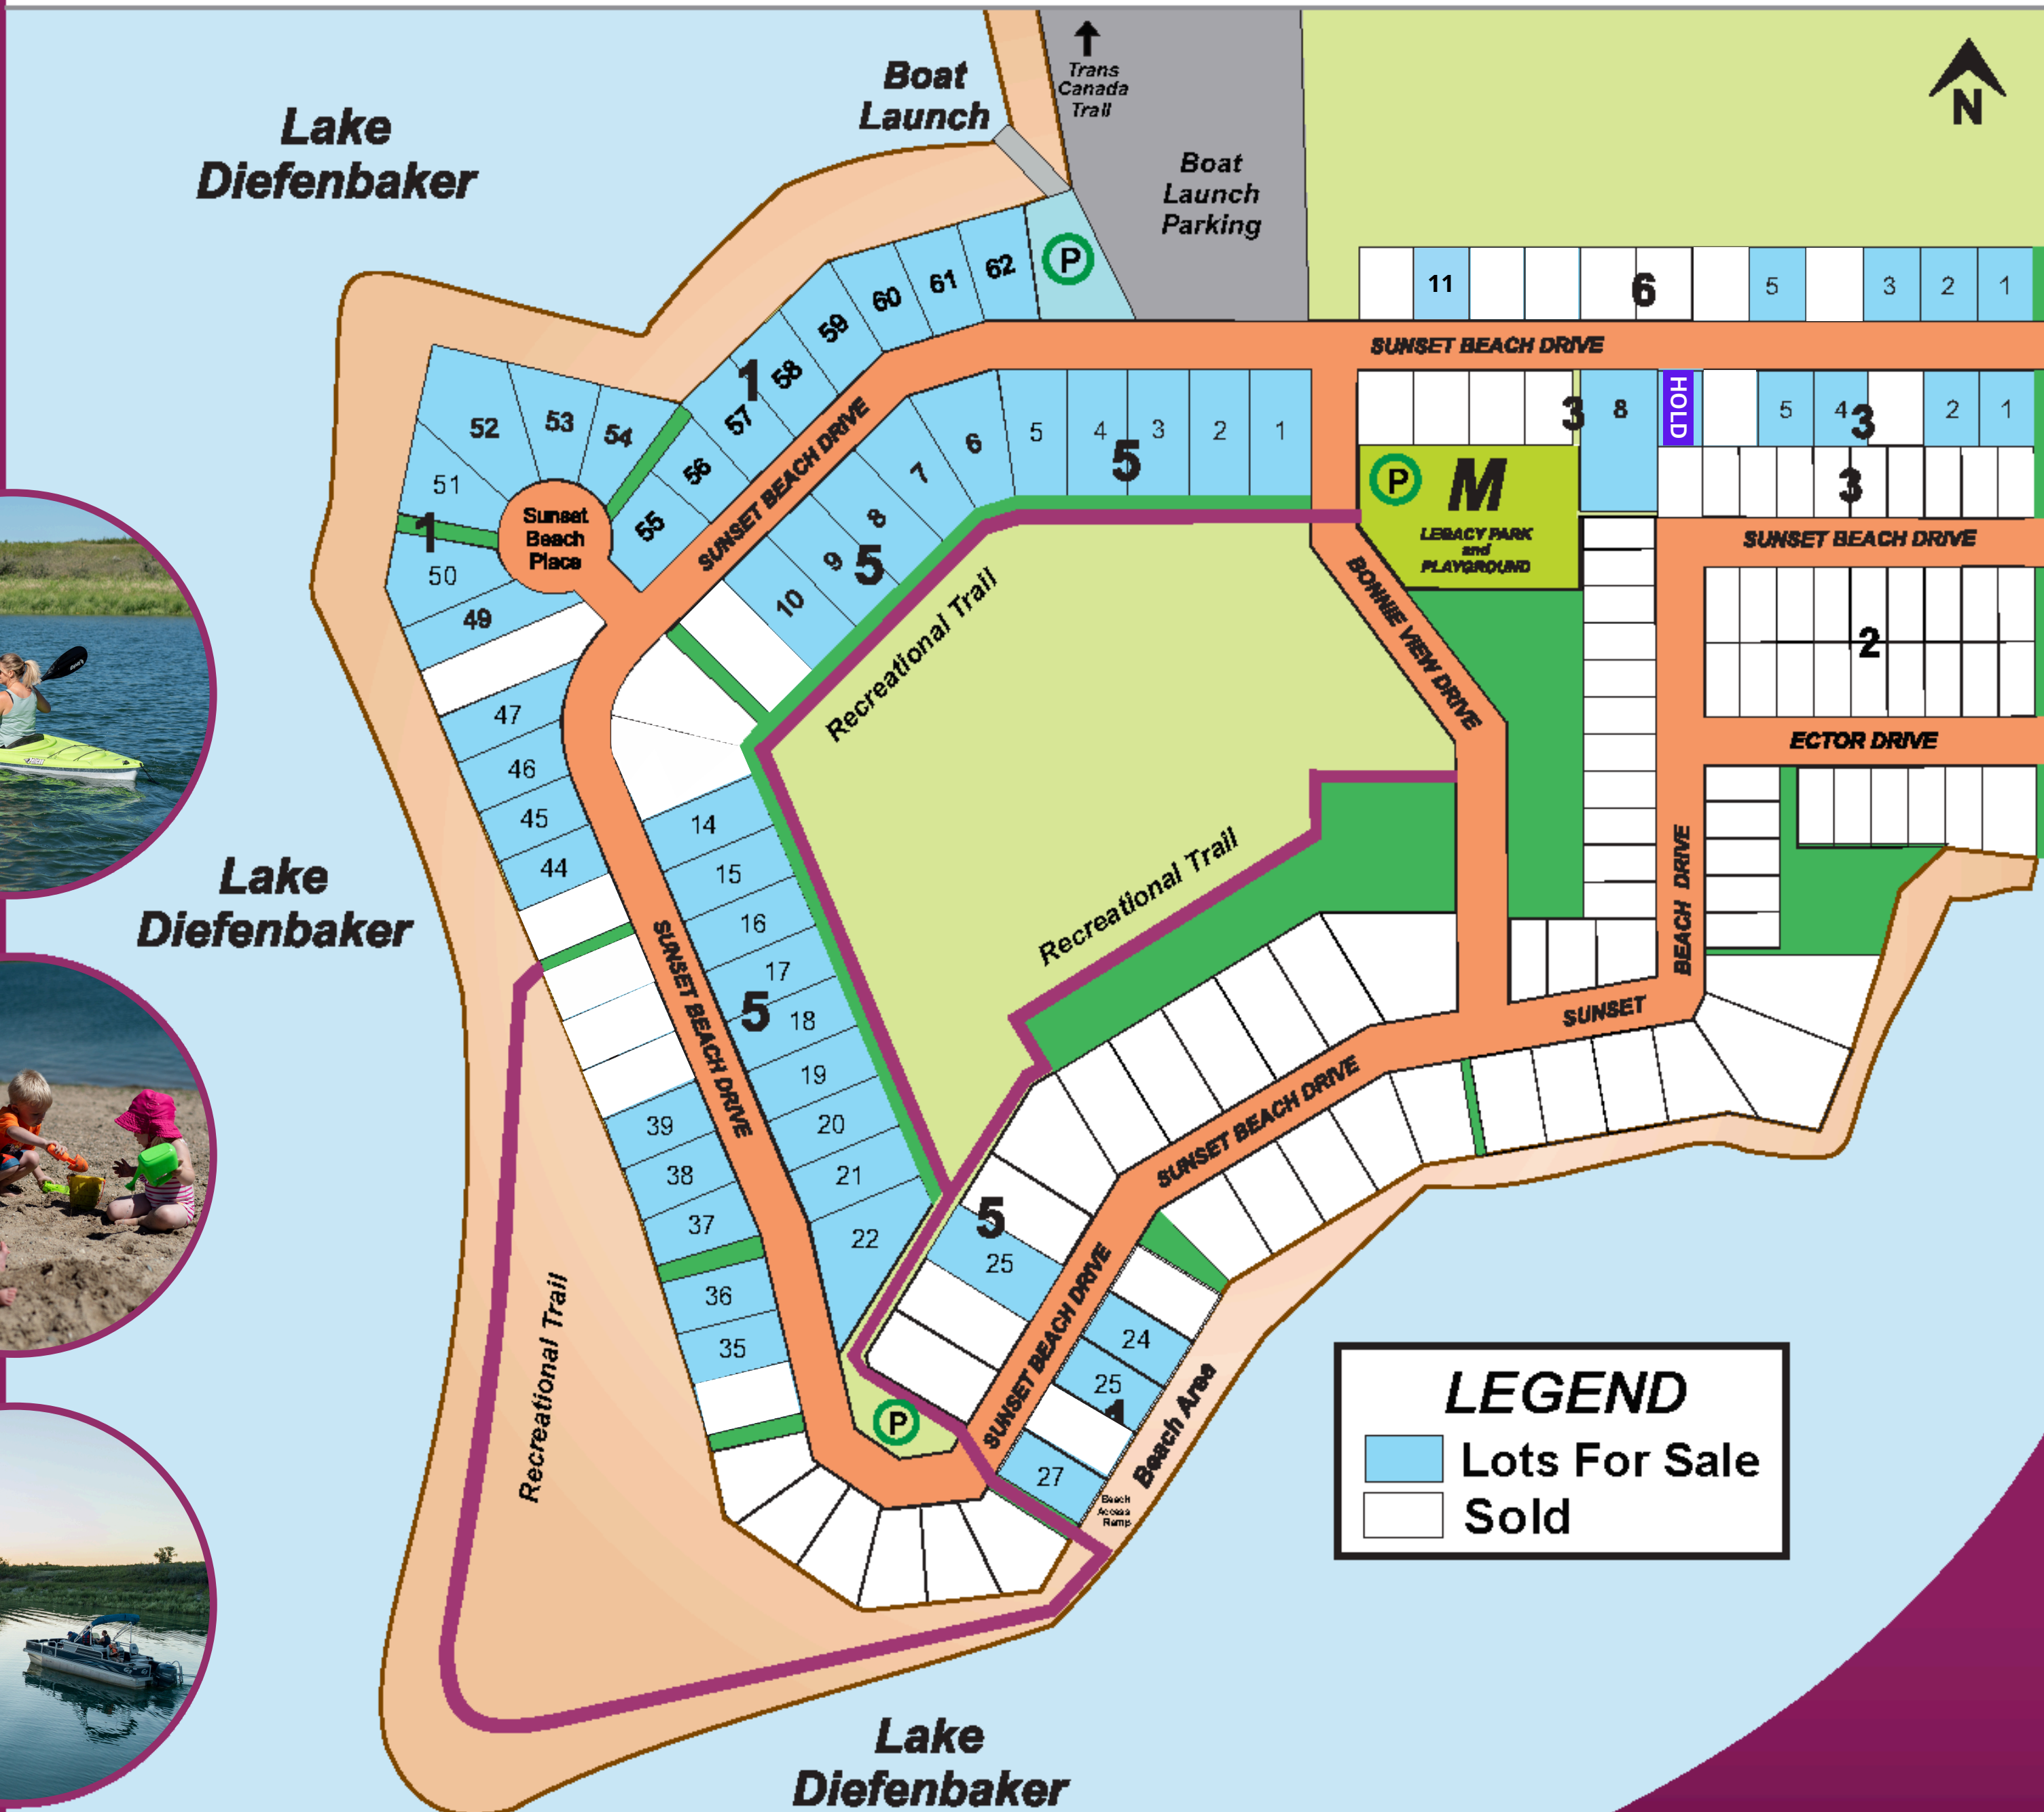 Lake
Diefenbaker
Boat
Launch
Trans
Canada
Trail
Boat
Launch
Parking
N
P
62
61
60
59
58
57
56
55
1
11
6
5
3
2
1
SUNSET BEACH DRIVE
52
53
54
51
1
50
49
Sunset
Beach
Place
SUNSET BEACH DRIVE
6
5
4
3
2
1
5
7
8
9
10
5
3
8
HOLD
5
4
3
2
1
3
P
M
LEGACY PARK
and
PLAYGROUND
SUNSET BEACH DRIVE
2
ECTOR DRIVE
BONNIE VIEW DRIVE
Recreational Trail
47
46
45
44
14
15
16
17
18
5
19
20
21
22
SUNSET BEACH DRIVE
Lake
Diefenbaker
Recreational Trail
BEACH DRIVE
SUNSET
SUNSET BEACH DRIVE
39
38
37
36
35
5
25
SUNSET BEACH DRIVE
24
25
1
27
Beach Area
Beach
Access
Ramp
P
Recreational Trail
LEGEND
Lots For Sale
Sold
Lake
Diefenbaker